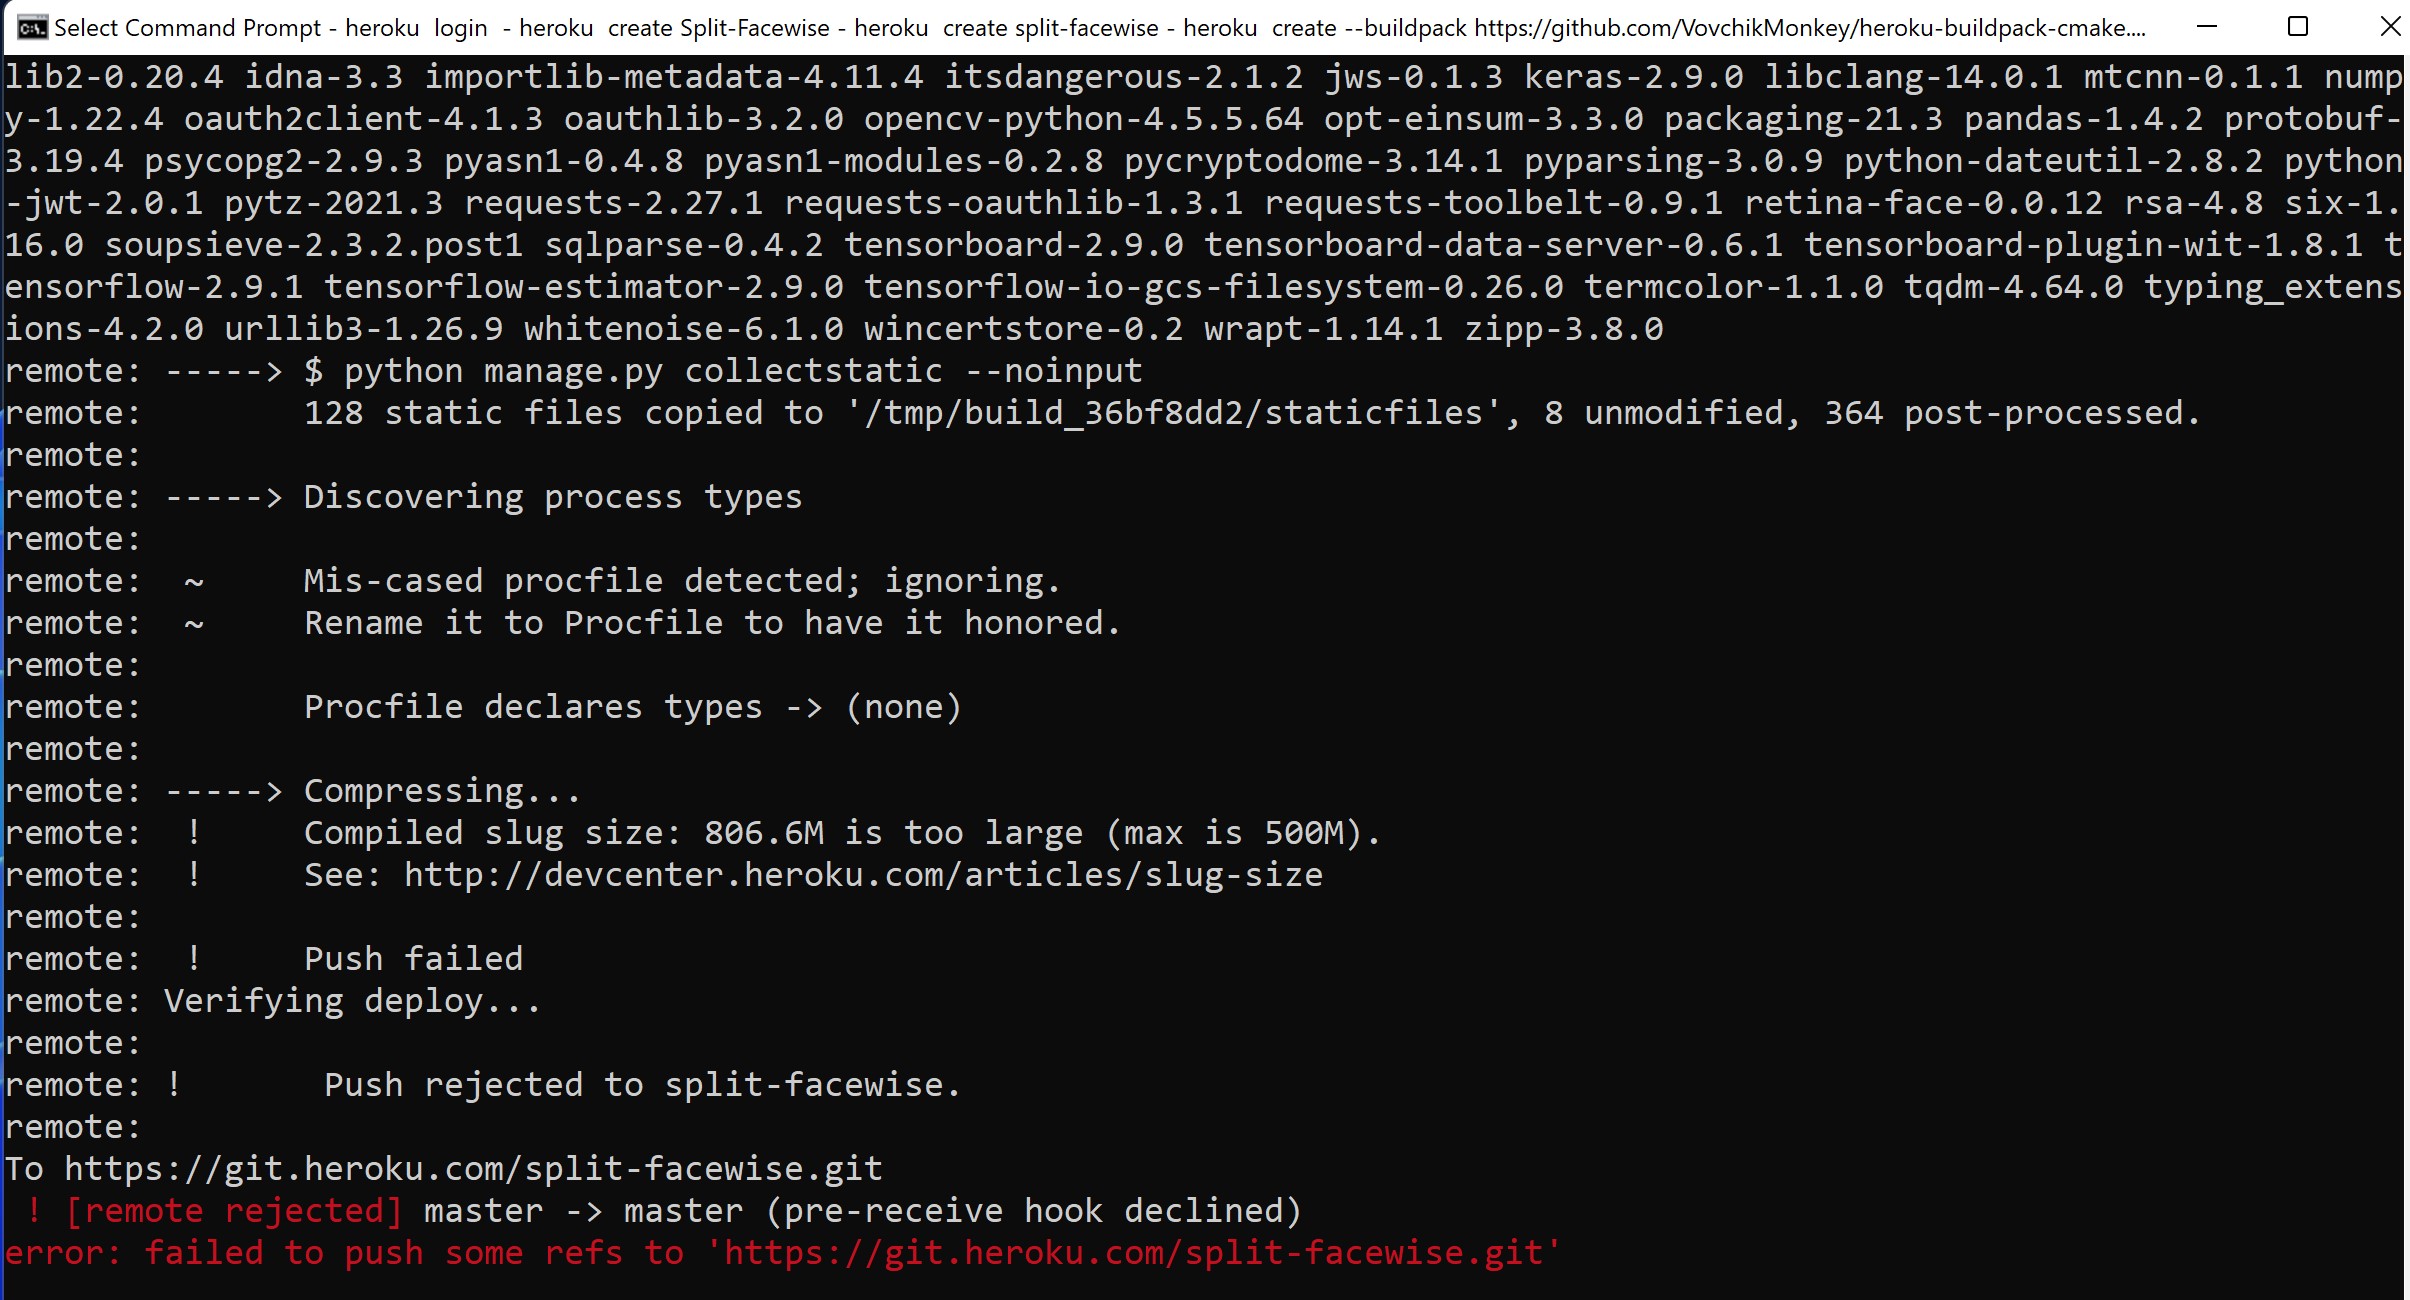 Select Command Prompt - heroku  login  - heroku  create Split-Facewise - heroku  create split-facewise - heroku  create --buildpack https://github.com/VovchikMonkey/heroku-buildpack-cmake....
lib2-0.20.4 idna-3.3 importlib-metadata-4.11.4 itsdangerous-2.1.2 jws-0.1.3 keras-2.9.0 libclang-14.0.1 mtcnn-0.1.1 nump
y-1.22.4 oauth2client-4.1.3 oauthlib-3.2.0 opencv-python-4.5.5.64 opt-einsum-3.3.0 packaging-21.3 pandas-1.4.2 protobuf-
3.19.4 psycopg2-2.9.3 pyasn1-0.4.8 pyasn1-modules-0.2.8 pycryptodome-3.14.1 pyparsing-3.0.9 python-dateutil-2.8.2 python
-jwt-2.0.1 pytz-2021.3 requests-2.27.1 requests-oauthlib-1.3.1 requests-toolbelt-0.9.1 retina-face-0.0.12 rsa-4.8 six-1.
16.0 soupsieve-2.3.2.post1 sqlparse-0.4.2 tensorboard-2.9.0 tensorboard-data-server-0.6.1 tensorboard-plugin-wit-1.8.1 t
ensorflow-2.9.1 tensorflow-estimator-2.9.0 tensorflow-io-gcs-filesystem-0.26.0 termcolor-1.1.0 tqdm-4.64.0 typing_extens
ions-4.2.0 urllib3-1.26.9 whitenoise-6.1.0 wincertstore-0.2 wrapt-1.14.1 zipp-3.8.0
remote: -----> $ python manage.py collectstatic --noinput
remote:        128 static files copied to '/tmp/build_36bf8dd2/staticfiles', 8 unmodified, 364 post-processed.
remote:
remote: -----> Discovering process types
remote:
remote:  ~     Mis-cased procfile detected; ignoring.
remote:  ~     Rename it to Procfile to have it honored.
remote:
remote:        Procfile declares types -> (none)
remote:
remote: -----> Compressing...
remote:  !     Compiled slug size: 806.6M is too large (max is 500M).
remote:  !     See: http://devcenter.heroku.com/articles/slug-size
remote:
remote:  !     Push failed
remote: Verifying deploy...
remote:
remote: !       Push rejected to split-facewise.
remote:
To https://git.heroku.com/split-facewise.git
 ! [remote rejected] master -> master (pre-receive hook declined)
error: failed to push some refs to 'https://git.heroku.com/split-facewise.git'